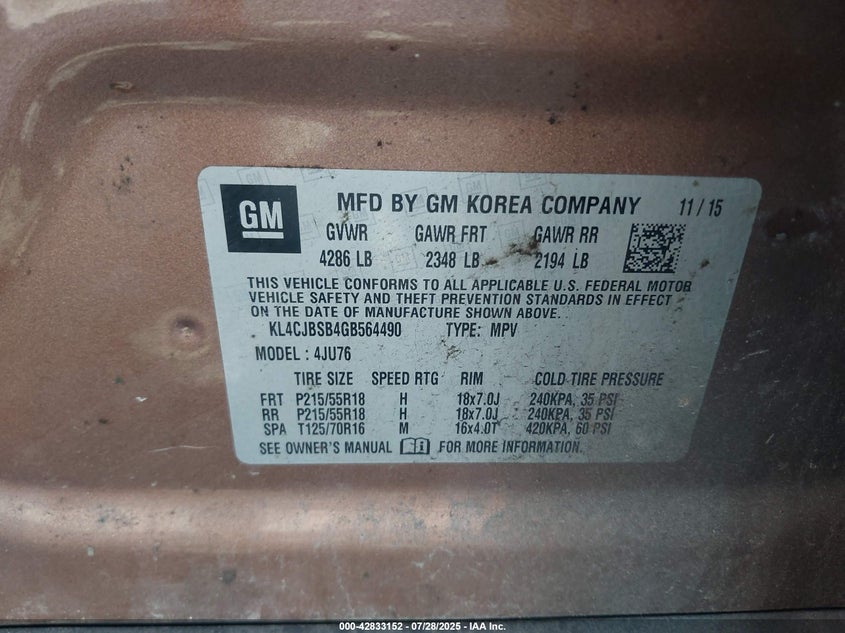 GM
MFD BY GM KOREA COMPANY 11 / 15
GVWR GAWR FRT GAWR RR
4286 LB 2348 LB 2194 LB
THIS VEHICLE CONFORMS TO ALL APPLICABLE U.S. FEDERAL MOTOR
VEHICLE SAFETY AND THEFT PREVENTION STANDARDS IN EFFECT
ON THE DATE OF MANUFACTURE SHOWN ABOVE.
KL4CJBSB4GB564490 TYPE: MPV
MODEL : 4JU76
TIRE SIZE SPEED RTG RIM COLD TIRE PRESSURE
FRT P215/55R18 H 18x7.0J 240KPA, 35 PSI
RR P215/55R18 H 18x7.0J 240KPA, 35 PSI
SPA T125/70R16 M 16x4.0T 420KPA, 60 PSI
SEE OWNER'S MANUAL FOR MORE INFORMATION.
000-42833152 - 07/28/2025 - IAA Inc.